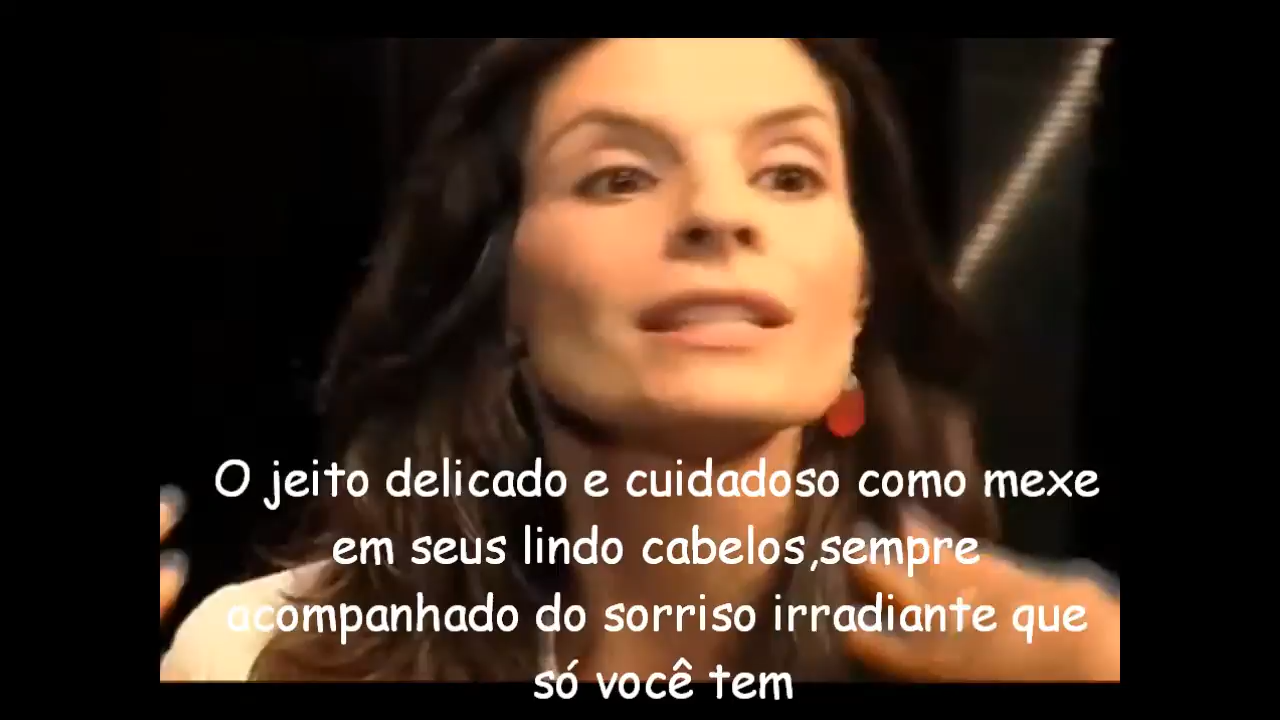 O jeito delicado e cuidadoso como mexe
em seus lindo cabelos,sempre
acompanhado do sorriso irradiante que
só você tem